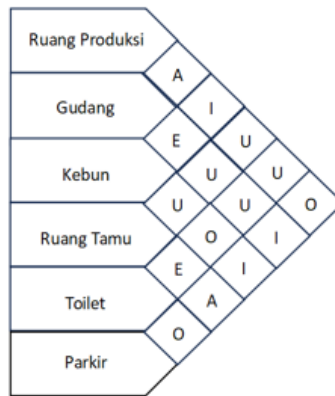 Ruang Produksi
A
Gudang I
E U
Kebun U U
U U O
Ruang Tamu O I
E I
Toilet A
O
Parkir